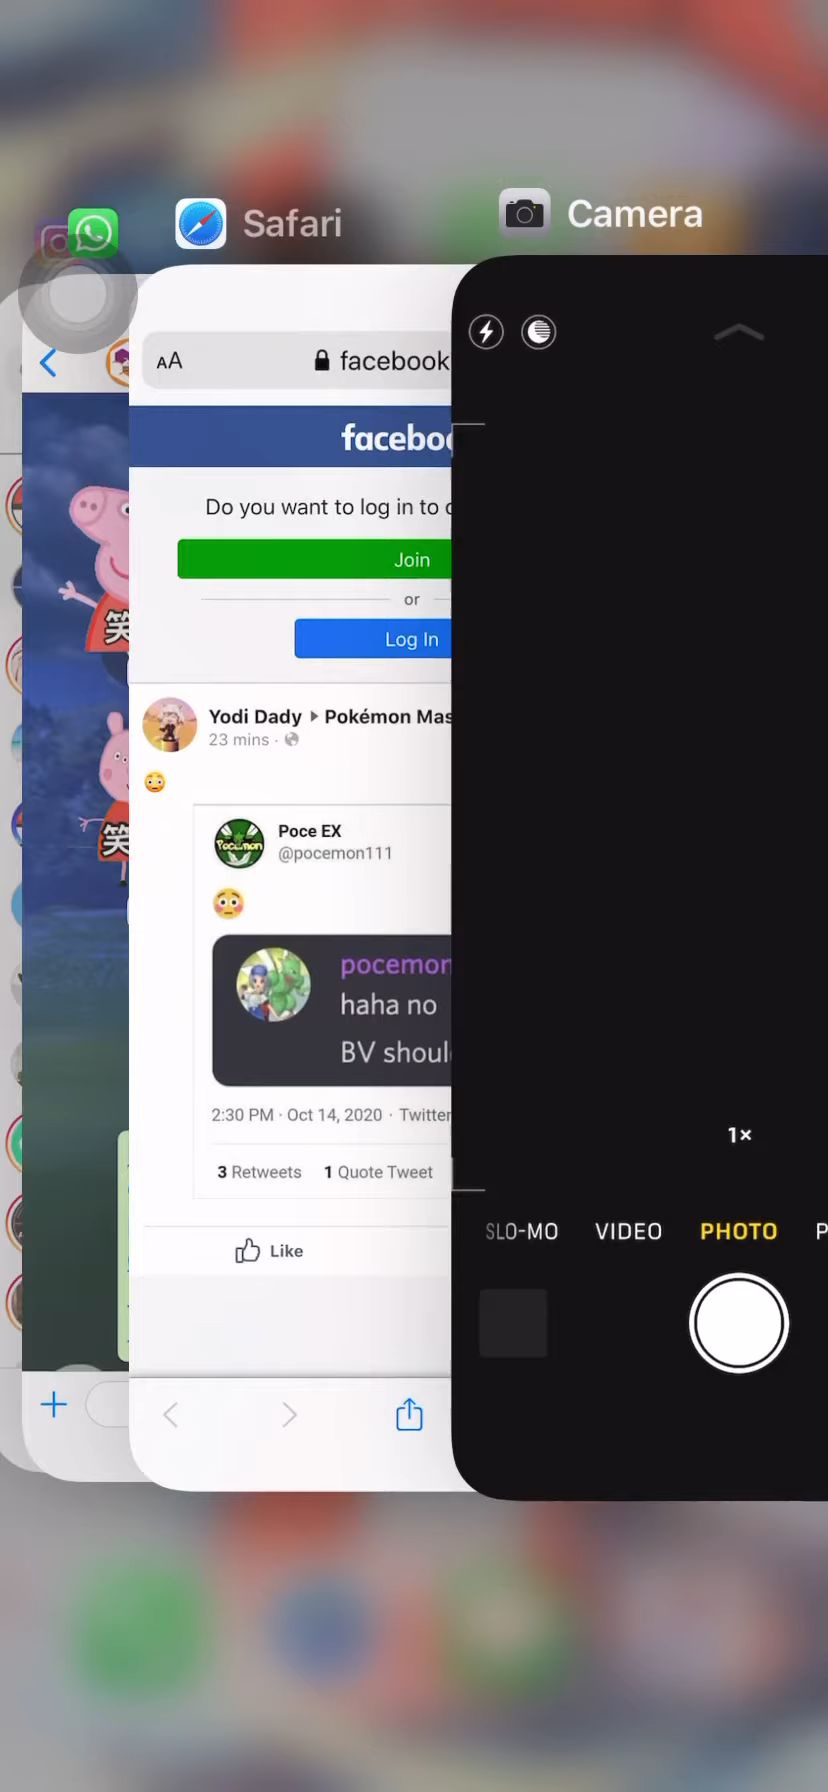 Safari
Camera
AA
facebook
faceboo
Do you want to log in to
Join
or
Log In
Yodi Dady ▸ Pokémon Mas
23 mins ·
Poce EX
@pocemon111
Pocemon
pocemon
haha no
BV shoul
2:30 PM · Oct 14, 2020 · Twitter
3 Retweets 1 Quote Tweet
Like
笑
笑
1×
SLO-MO VIDEO PHOTO P